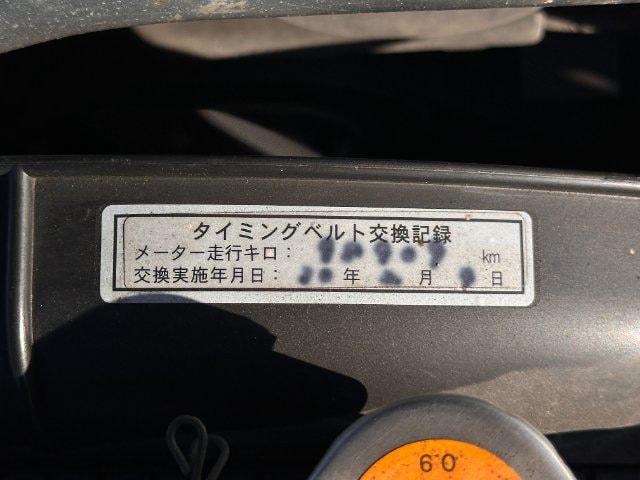 タイミングベルト交換記録
メーター走行キロ： km
交換実施年月日： 年 月 日
60